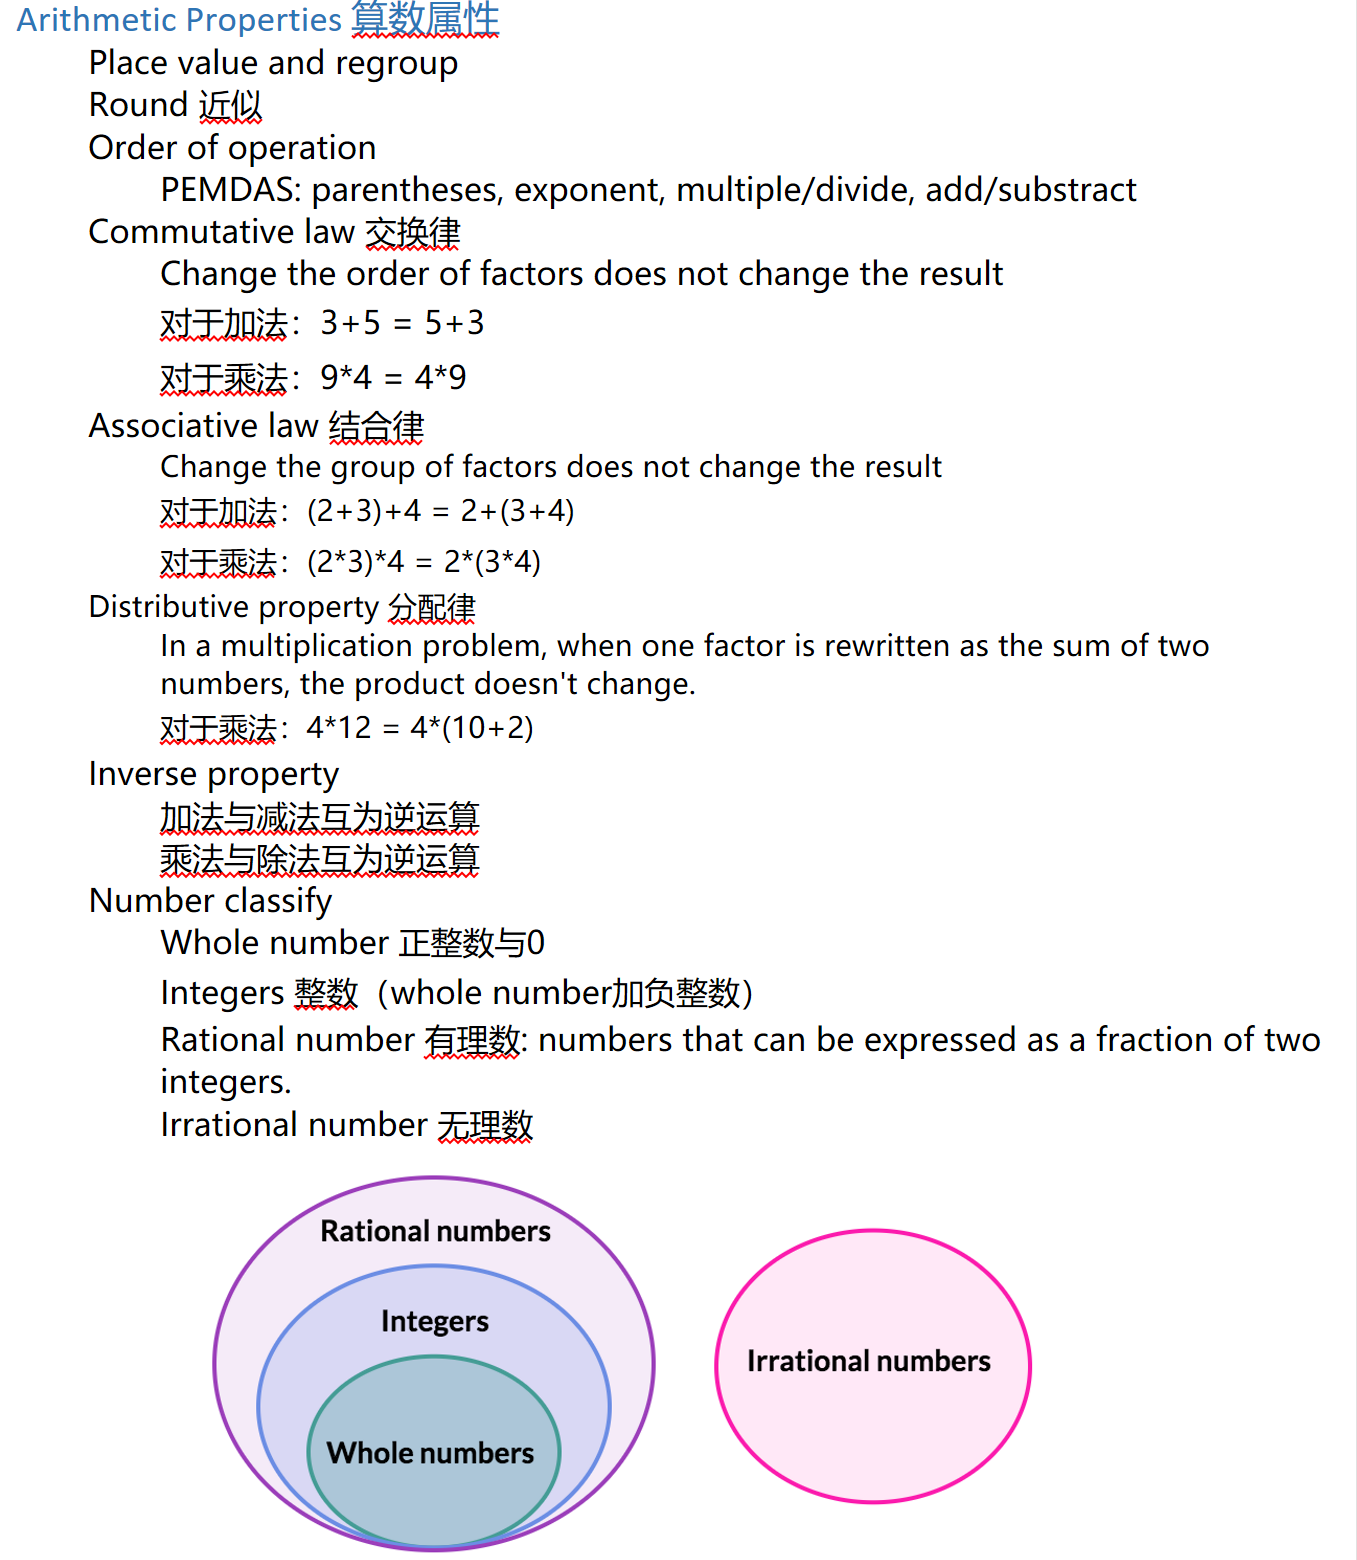 Arithmetic Properties 算数属性
Place value and regroup
Round 近似
Order of operation
PEMDAS: parentheses, exponent, multiple/divide, add/substract
Commutative law 交换律
Change the order of factors does not change the result
对于加法：3+5 = 5+3
对于乘法：9*4 = 4*9
Associative law 结合律
Change the group of factors does not change the result
对于加法：(2+3)+4 = 2+(3+4)
对于乘法：(2*3)*4 = 2*(3*4)
Distributive property 分配律
In a multiplication problem, when one factor is rewritten as the sum of two
numbers, the product doesn't change.
对于乘法：4*12 = 4*(10+2)
Inverse property
加法与减法互为逆运算
乘法与除法互为逆运算
Number classify
Whole number 正整数与0
Integers 整数（whole number加负整数）
Rational number 有理数: numbers that can be expressed as a fraction of two
integers.
Irrational number 无理数
Rational numbers
Integers
Whole numbers
Irrational numbers